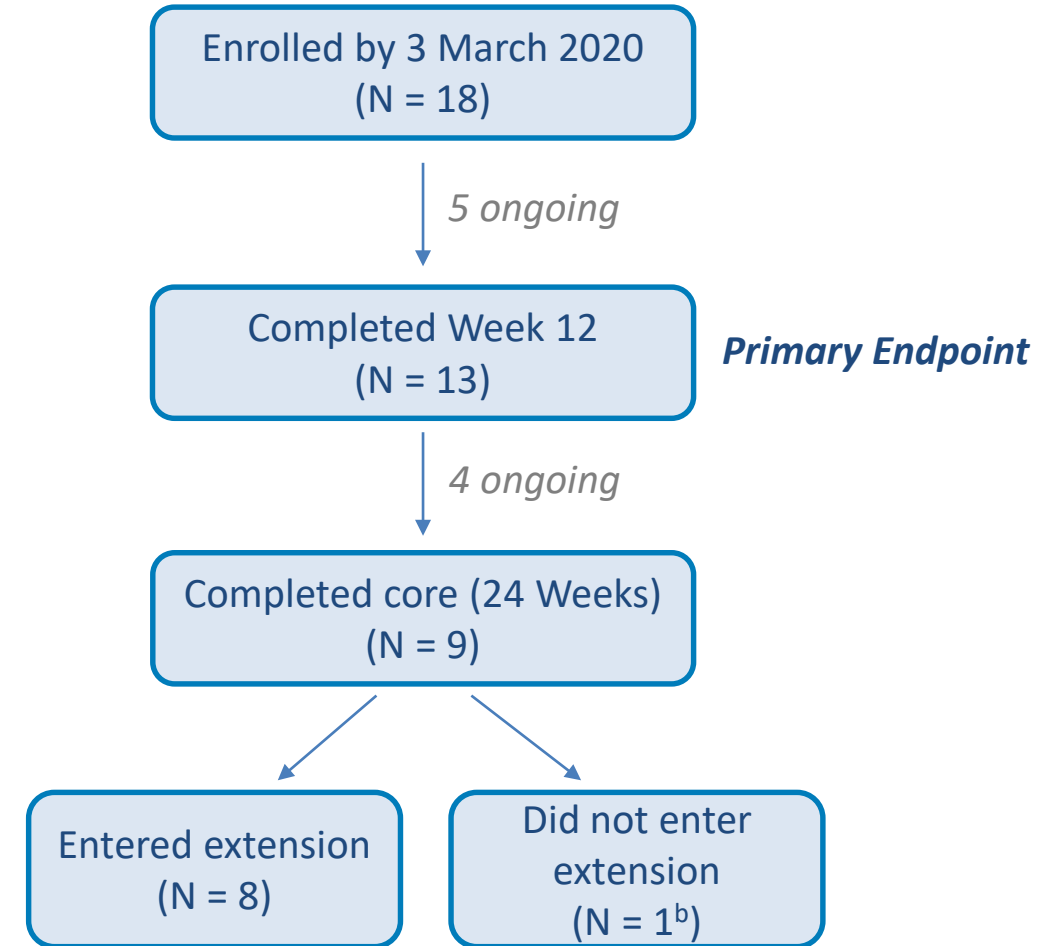 Enrolled by 3 March 2020
(N = 18)
5 ongoing
Completed Week 12
(N = 13)
Primary Endpoint
4 ongoing
Completed core (24 Weeks)
(N = 9)
Entered extension
(N = 8)
Did not enter
extension
(N = 1ᵇ)